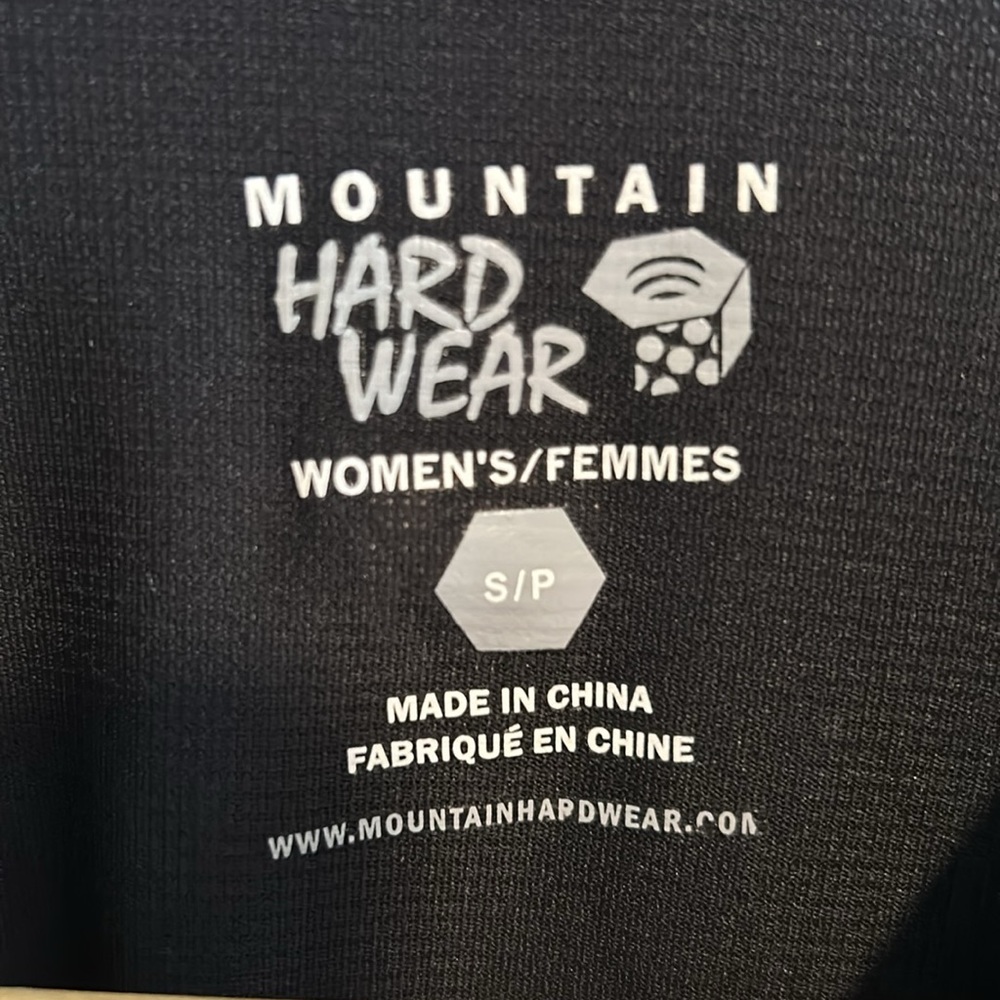 MOUNTAIN
HARD
WEAR
WOMEN'S/FEMMES
S/P
MADE IN CHINA
FABRIQUÉ EN CHINE
WWW.MOUNTAINHARDWEAR.COM